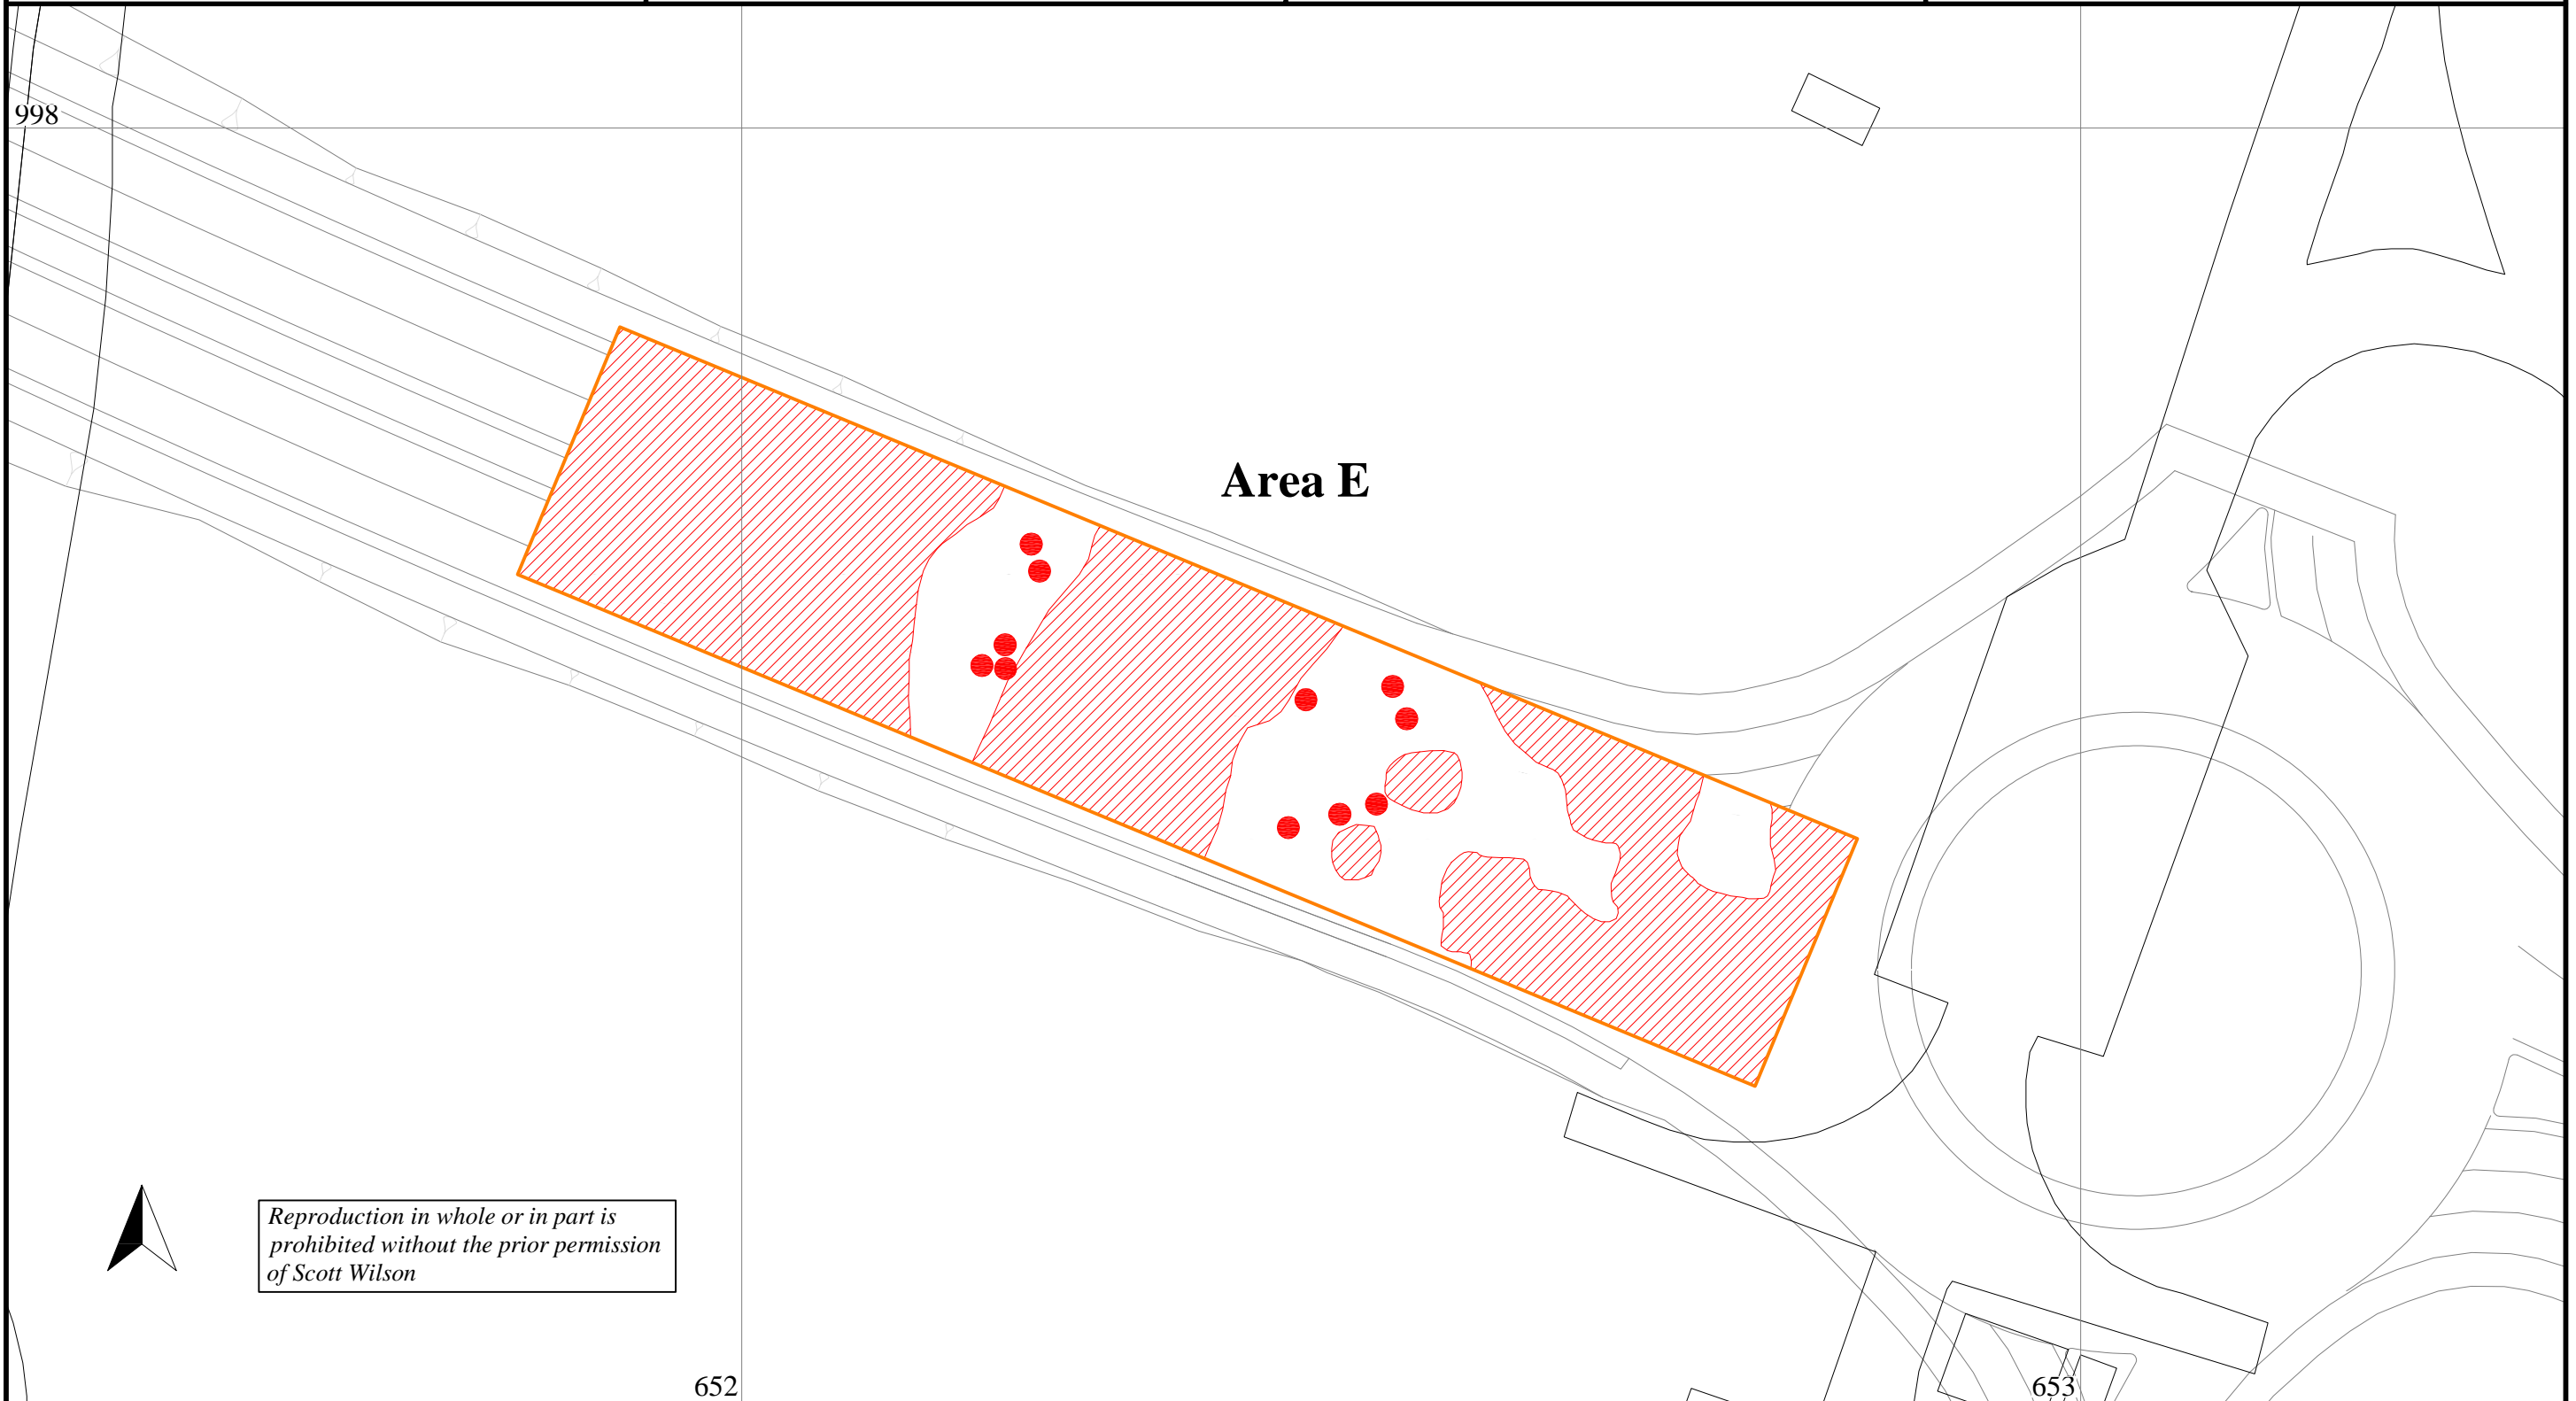 998
Area E
Reproduction in whole or in part is
prohibited without the prior permission
of Scott Wilson
652
653